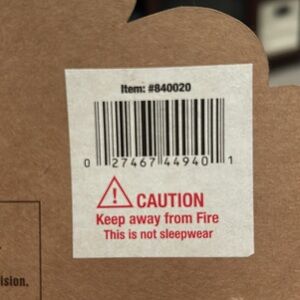 Item: #840020
0 27467 44940 1
CAUTION
Keep away from Fire
This is not sleepwear
ision.